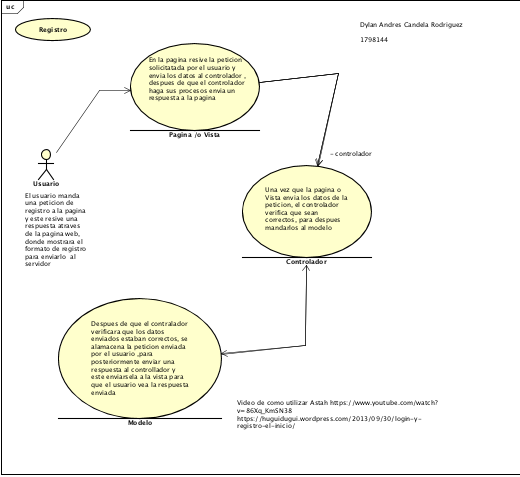 uc
Registro
Dylan Andres Candela Rodriguez
1798144
En la pagina resive la peticion
solicitatada por el usuario y
envia los datos al controlador ,
despues de que el controlador
haga sus procesos envia un
respuesta a la pagina
Pagina /o Vista
- controlador
Usuario
El usuario manda
una peticion de
registro a la pagina
y este resive una
respuesta atraves
de la pagina web,
donde mostrara el
formato de registro
para enviarlo al
servidor
Una vez que la pagina o
Vista envia los datos de la
peticion, el controlador
verifica que sean
correctos, para despues
mandarlos al modelo
Controlador
Despues de que el contralador
verificara que los datos
enviados estaban correctos, se
alamacena la peticion enviada
por el usuario ,para
posteriormente enviar una
respuesta al controllador y
este enviarsela a la vista para
que el usuario vea la respuesta
enviada
Modelo
Video de como utilizar Astah https://www.youtube.com/watch?
v=86Xq_KmSN38
https://huguidugui.wordpress.com/2013/09/30/login-y-
registro-el-inicio/